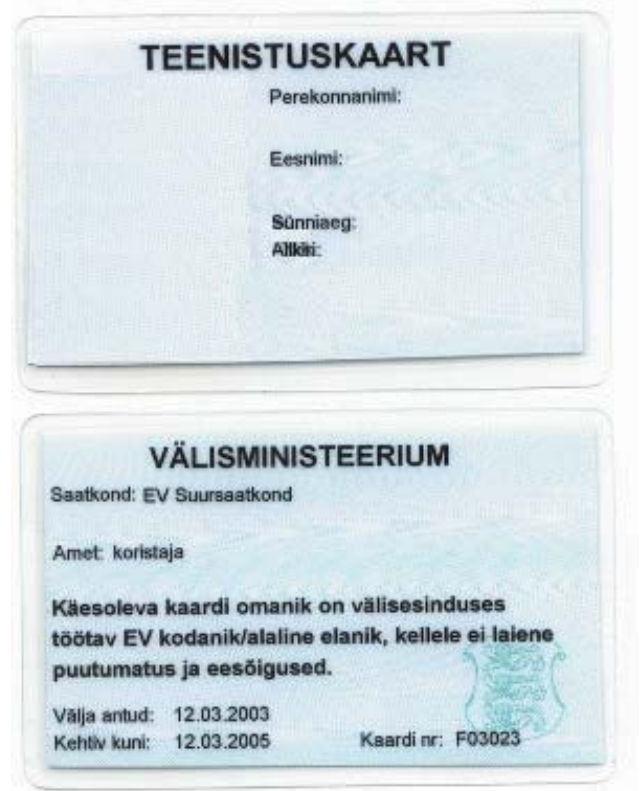 TEENISTUSKAART
Perekonnanimi:
Eesnimi:
Sünniaeg:
Allkiri:
VÄLISMINISTEERIUM
Saatkond: EV Suursaatkond
Amet: koristaja
Käesoleva kaardi omanik on välisesinduses
töötav EV kodanik/alaline elanik, kellele ei laiene
puutumatus ja eesõigused.
Välja antud: 12.03.2003
Kehtiv kuni: 12.03.2005 Kaardi nr: F03023